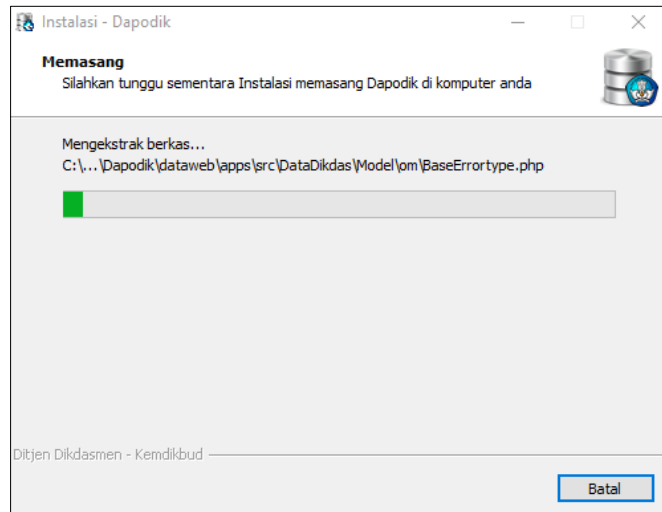 Instalasi - Dapodik
Memasang
Silahkan tunggu sementara Instalasi memasang Dapodik di komputer anda
Mengekstrak berkas...
C:\...\Dapodik\dataweb\apps\src\DataDikdas\Model\om\BaseErrortype.php
Ditjen Dikdasmen - Kemdikbud
Batal